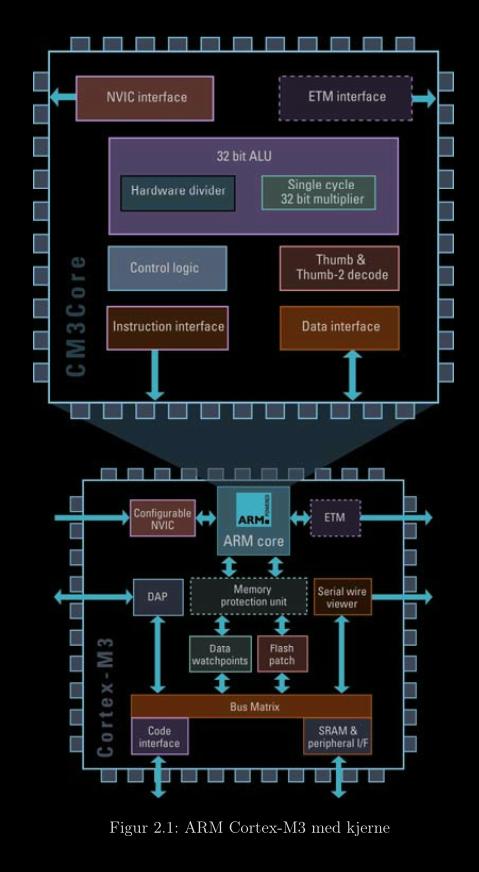 NVIC interface
ETM interface
32 bit ALU
Hardware divider
Single cycle
32 bit multiplier
Control logic
Thumb &
Thumb-2 decode
Instruction interface
Data interface
CM3Core
Configurable
NVIC
ARM POWERED
ARM core
ETM
DAP
Memory
protection unit
Serial wire
viewer
Data
watchpoints
Flash
patch
Bus Matrix
Code
interface
SRAM &
peripheral I/F
Cortex-M3
Figur 2.1: ARM Cortex-M3 med kjerne